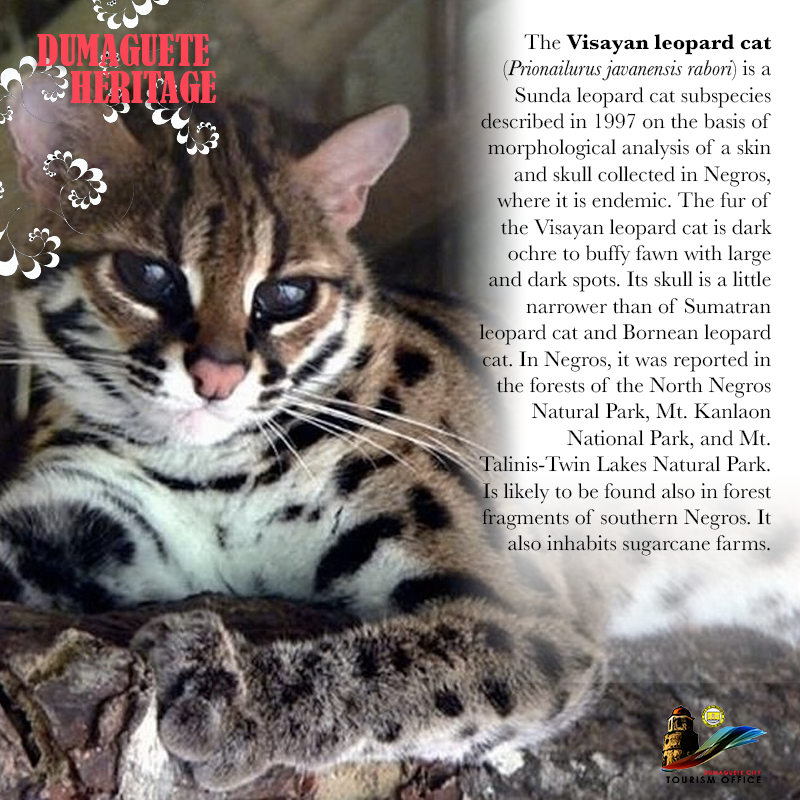 DUMAGUETE
HERITAGE
The Visayan leopard cat
(Prionailurus javanensis rabori) is a
Sunda leopard cat subspecies
described in 1997 on the basis of
morphological analysis of a skin
and skull collected in Negros,
where it is endemic. The fur of
the Visayan leopard cat is dark
ochre to buffy fawn with large
and dark spots. Its skull is a little
narrower than of Sumatran
leopard cat and Bornean leopard
cat. In Negros, it was reported in
the forests of the North Negros
Natural Park, Mt. Kanlaon
National Park, and Mt.
Talinis-Twin Lakes Natural Park.
Is likely to be found also in forest
fragments of southern Negros. It
also inhabits sugarcane farms.
DUMAGUETE CITY
TOURISM OFFICE